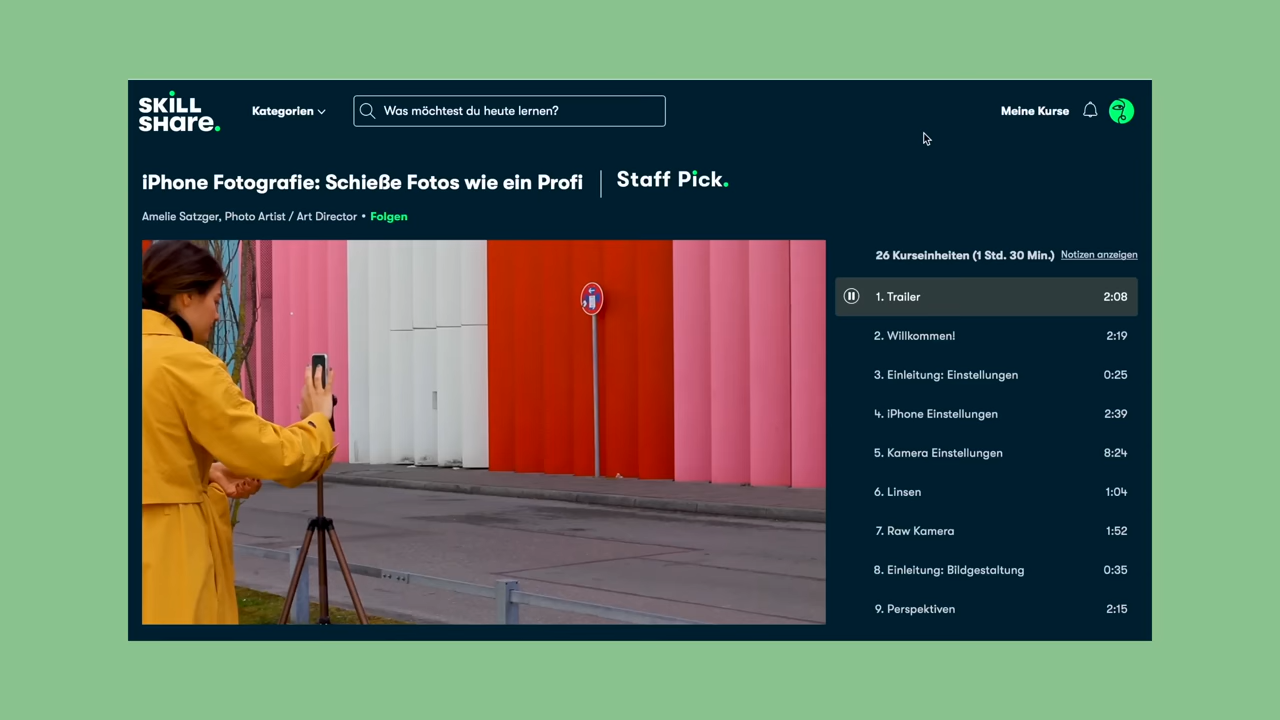 SKiLL
SHare.
Kategorien
Was möchtest du heute lernen?
Meine Kurse
iPhone Fotografie: Schieße Fotos wie ein Profi
Staff Pick.
Amelie Satzger, Photo Artist / Art Director • Folgen
26 Kurseinheiten (1 Std. 30 Min.) Notizen anzeigen
1. Trailer 2:08
2. Willkommen! 2:19
3. Einleitung: Einstellungen 0:25
4. iPhone Einstellungen 2:39
5. Kamera Einstellungen 8:24
6. Linsen 1:04
7. Raw Kamera 1:52
8. Einleitung: Bildgestaltung 0:35
9. Perspektiven 2:15